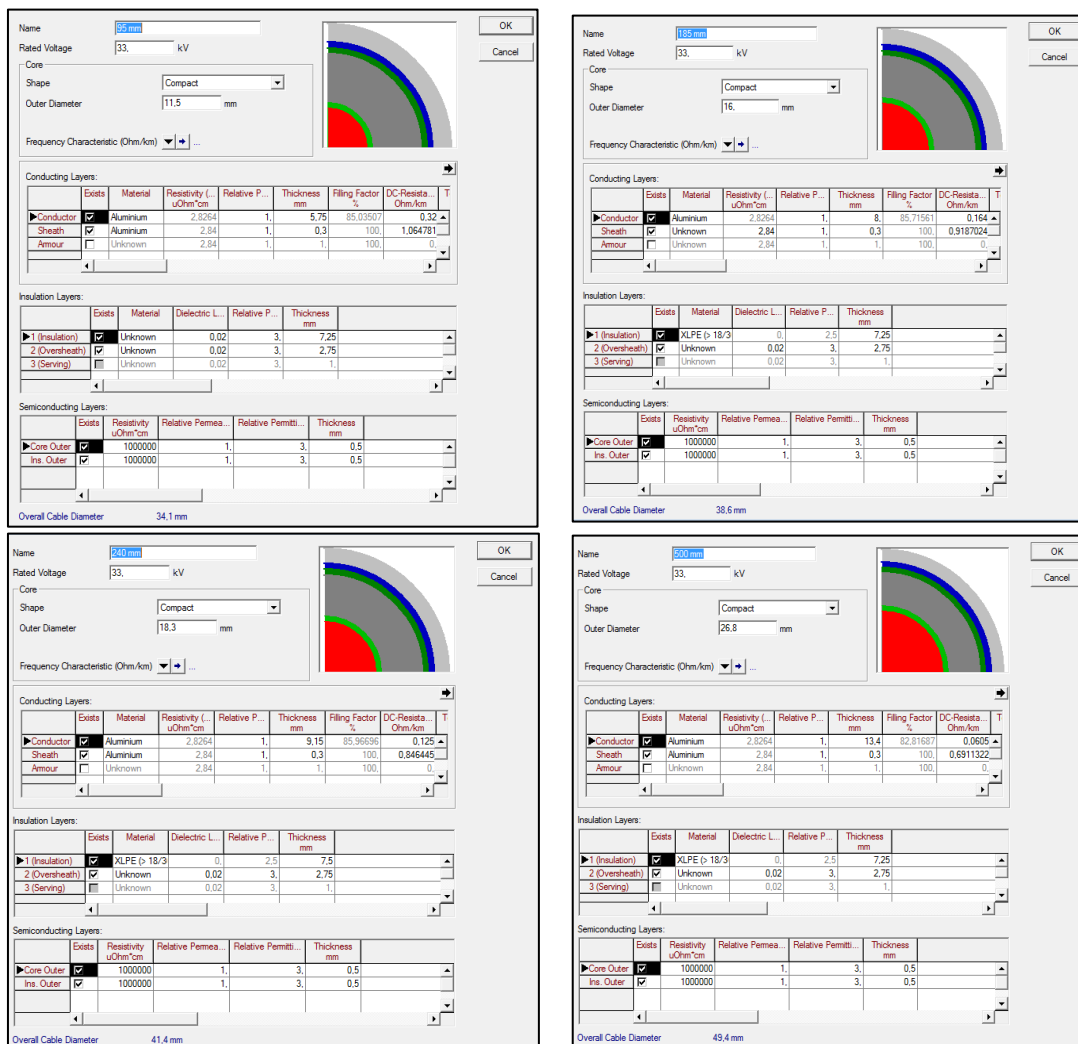 Name 95 mm
OK
Rated Voltage 33, kV
Cancel
Core
Shape Compact
Outer Diameter 11,5 mm
Frequency Characteristic (Ohm/km) ...
Conducting Layers:
Exists Material Resistivity (... uOhm*cm Relative P... Thickness mm Filling Factor % DC-Resista... Ohm/km T
Conductor Aluminium 2,8264 1, 5,75 85,03507 0,32
Sheath Aluminium 2,84 1, 0,3 100, 1,064781
Armour Unknown 2,84 1, 1, 100, 0,
Insulation Layers:
Exists Material Dielectric L... Relative P... Thickness mm
1 (Insulation) Unknown 0,02 3, 7,25
2 (Oversheath) Unknown 0,02 3, 2,75
3 (Serving) Unknown 0,02 3, 1,
Semiconducting Layers:
Exists Resistivity uOhm*cm Relative Permea... Relative Permitti... Thickness mm
Core Outer 1000000 1, 3, 0,5
Ins. Outer 1000000 1, 3, 0,5
Overall Cable Diameter 34,1 mm
Name 185 mm
OK
Rated Voltage 33, kV
Cancel
Core
Shape Compact
Outer Diameter 16, mm
Frequency Characteristic (Ohm/km) ...
Conducting Layers:
Exists Material Resistivity (... uOhm*cm Relative P... Thickness mm Filling Factor % DC-Resista... Ohm/km T
Conductor Aluminium 2,8264 1, 8, 85,71561 0,164
Sheath Unknown 2,84 1, 0,3 100, 0,9187024
Armour Unknown 2,84 1, 1, 100, 0,
Insulation Layers:
Exists Material Dielectric L... Relative P... Thickness mm
1 (Insulation) XLPE (> 18/3 0, 2,5 7,25
2 (Oversheath) Unknown 0,02 3, 2,75
3 (Serving) Unknown 0,02 3, 1,
Semiconducting Layers:
Exists Resistivity uOhm*cm Relative Permea... Relative Permitti... Thickness mm
Core Outer 1000000 1, 3, 0,5
Ins. Outer 1000000 1, 3, 0,5
Overall Cable Diameter 38,6 mm
Name 240 mm
OK
Rated Voltage 33, kV
Cancel
Core
Shape Compact
Outer Diameter 18,3 mm
Frequency Characteristic (Ohm/km) ...
Conducting Layers:
Exists Material Resistivity (... uOhm*cm Relative P... Thickness mm Filling Factor % DC-Resista... Ohm/km T
Conductor Aluminium 2,8264 1, 9,15 85,96696 0,125
Sheath Aluminium 2,84 1, 0,3 100, 0,846445
Armour Unknown 2,84 1, 1, 100, 0,
Insulation Layers:
Exists Material Dielectric L... Relative P... Thickness mm
1 (Insulation) XLPE (> 18/3 0, 2,5 7,5
2 (Oversheath) Unknown 0,02 3, 2,75
3 (Serving) Unknown 0,02 3, 1,
Semiconducting Layers:
Exists Resistivity uOhm*cm Relative Permea... Relative Permitti... Thickness mm
Core Outer 1000000 1, 3, 0,5
Ins. Outer 1000000 1, 3, 0,5
Overall Cable Diameter 41,4 mm
Name 500 mm
OK
Rated Voltage 33, kV
Cancel
Core
Shape Compact
Outer Diameter 26,8 mm
Frequency Characteristic (Ohm/km) ...
Conducting Layers:
Exists Material Resistivity (... uOhm*cm Relative P... Thickness mm Filling Factor % DC-Resista... Ohm/km T
Conductor Aluminium 2,8264 1, 13,4 82,81687 0,0605
Sheath Aluminium 2,84 1, 0,3 100, 0,6911322
Armour Unknown 2,84 1, 1, 100, 0,
Insulation Layers:
Exists Material Dielectric L... Relative P... Thickness mm
1 (Insulation) XLPE (> 18/3 0, 2,5 7,25
2 (Oversheath) Unknown 0,02 3, 2,75
3 (Serving) Unknown 0,02 3, 1,
Semiconducting Layers:
Exists Resistivity uOhm*cm Relative Permea... Relative Permitti... Thickness mm
Core Outer 1000000 1, 3, 0,5
Ins. Outer 1000000 1, 3, 0,5
Overall Cable Diameter 49,4 mm